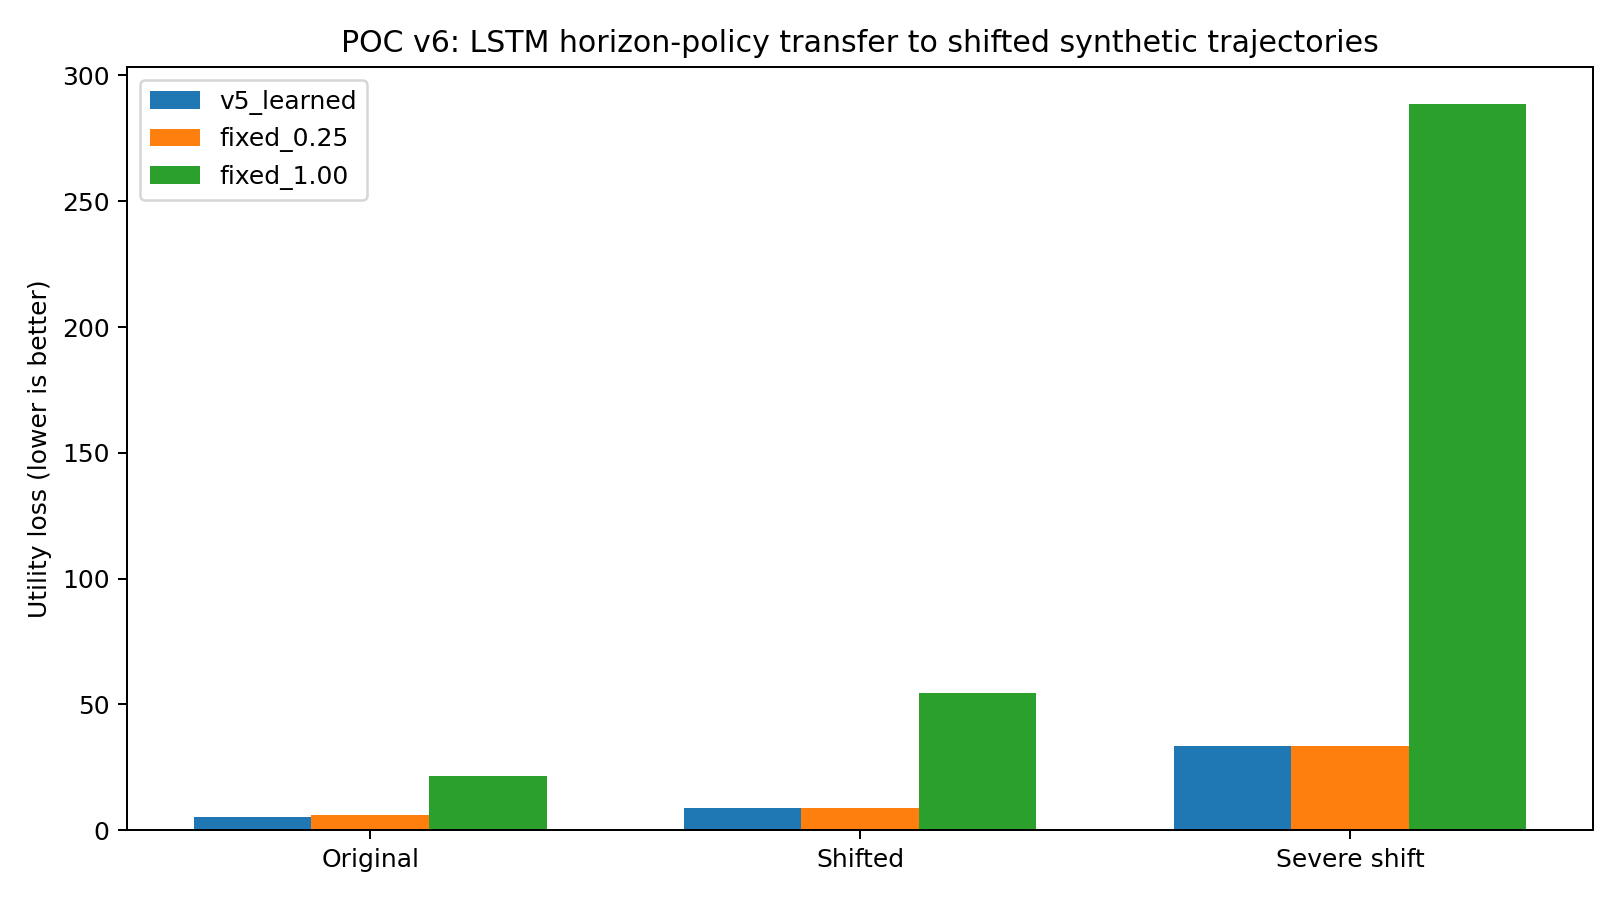 POC v6: LSTM horizon-policy transfer to shifted synthetic trajectories
v5_learned
fixed_0.25
fixed_1.00
Utility loss (lower is better)
300
250
200
150
100
50
0
Original
Shifted
Severe shift